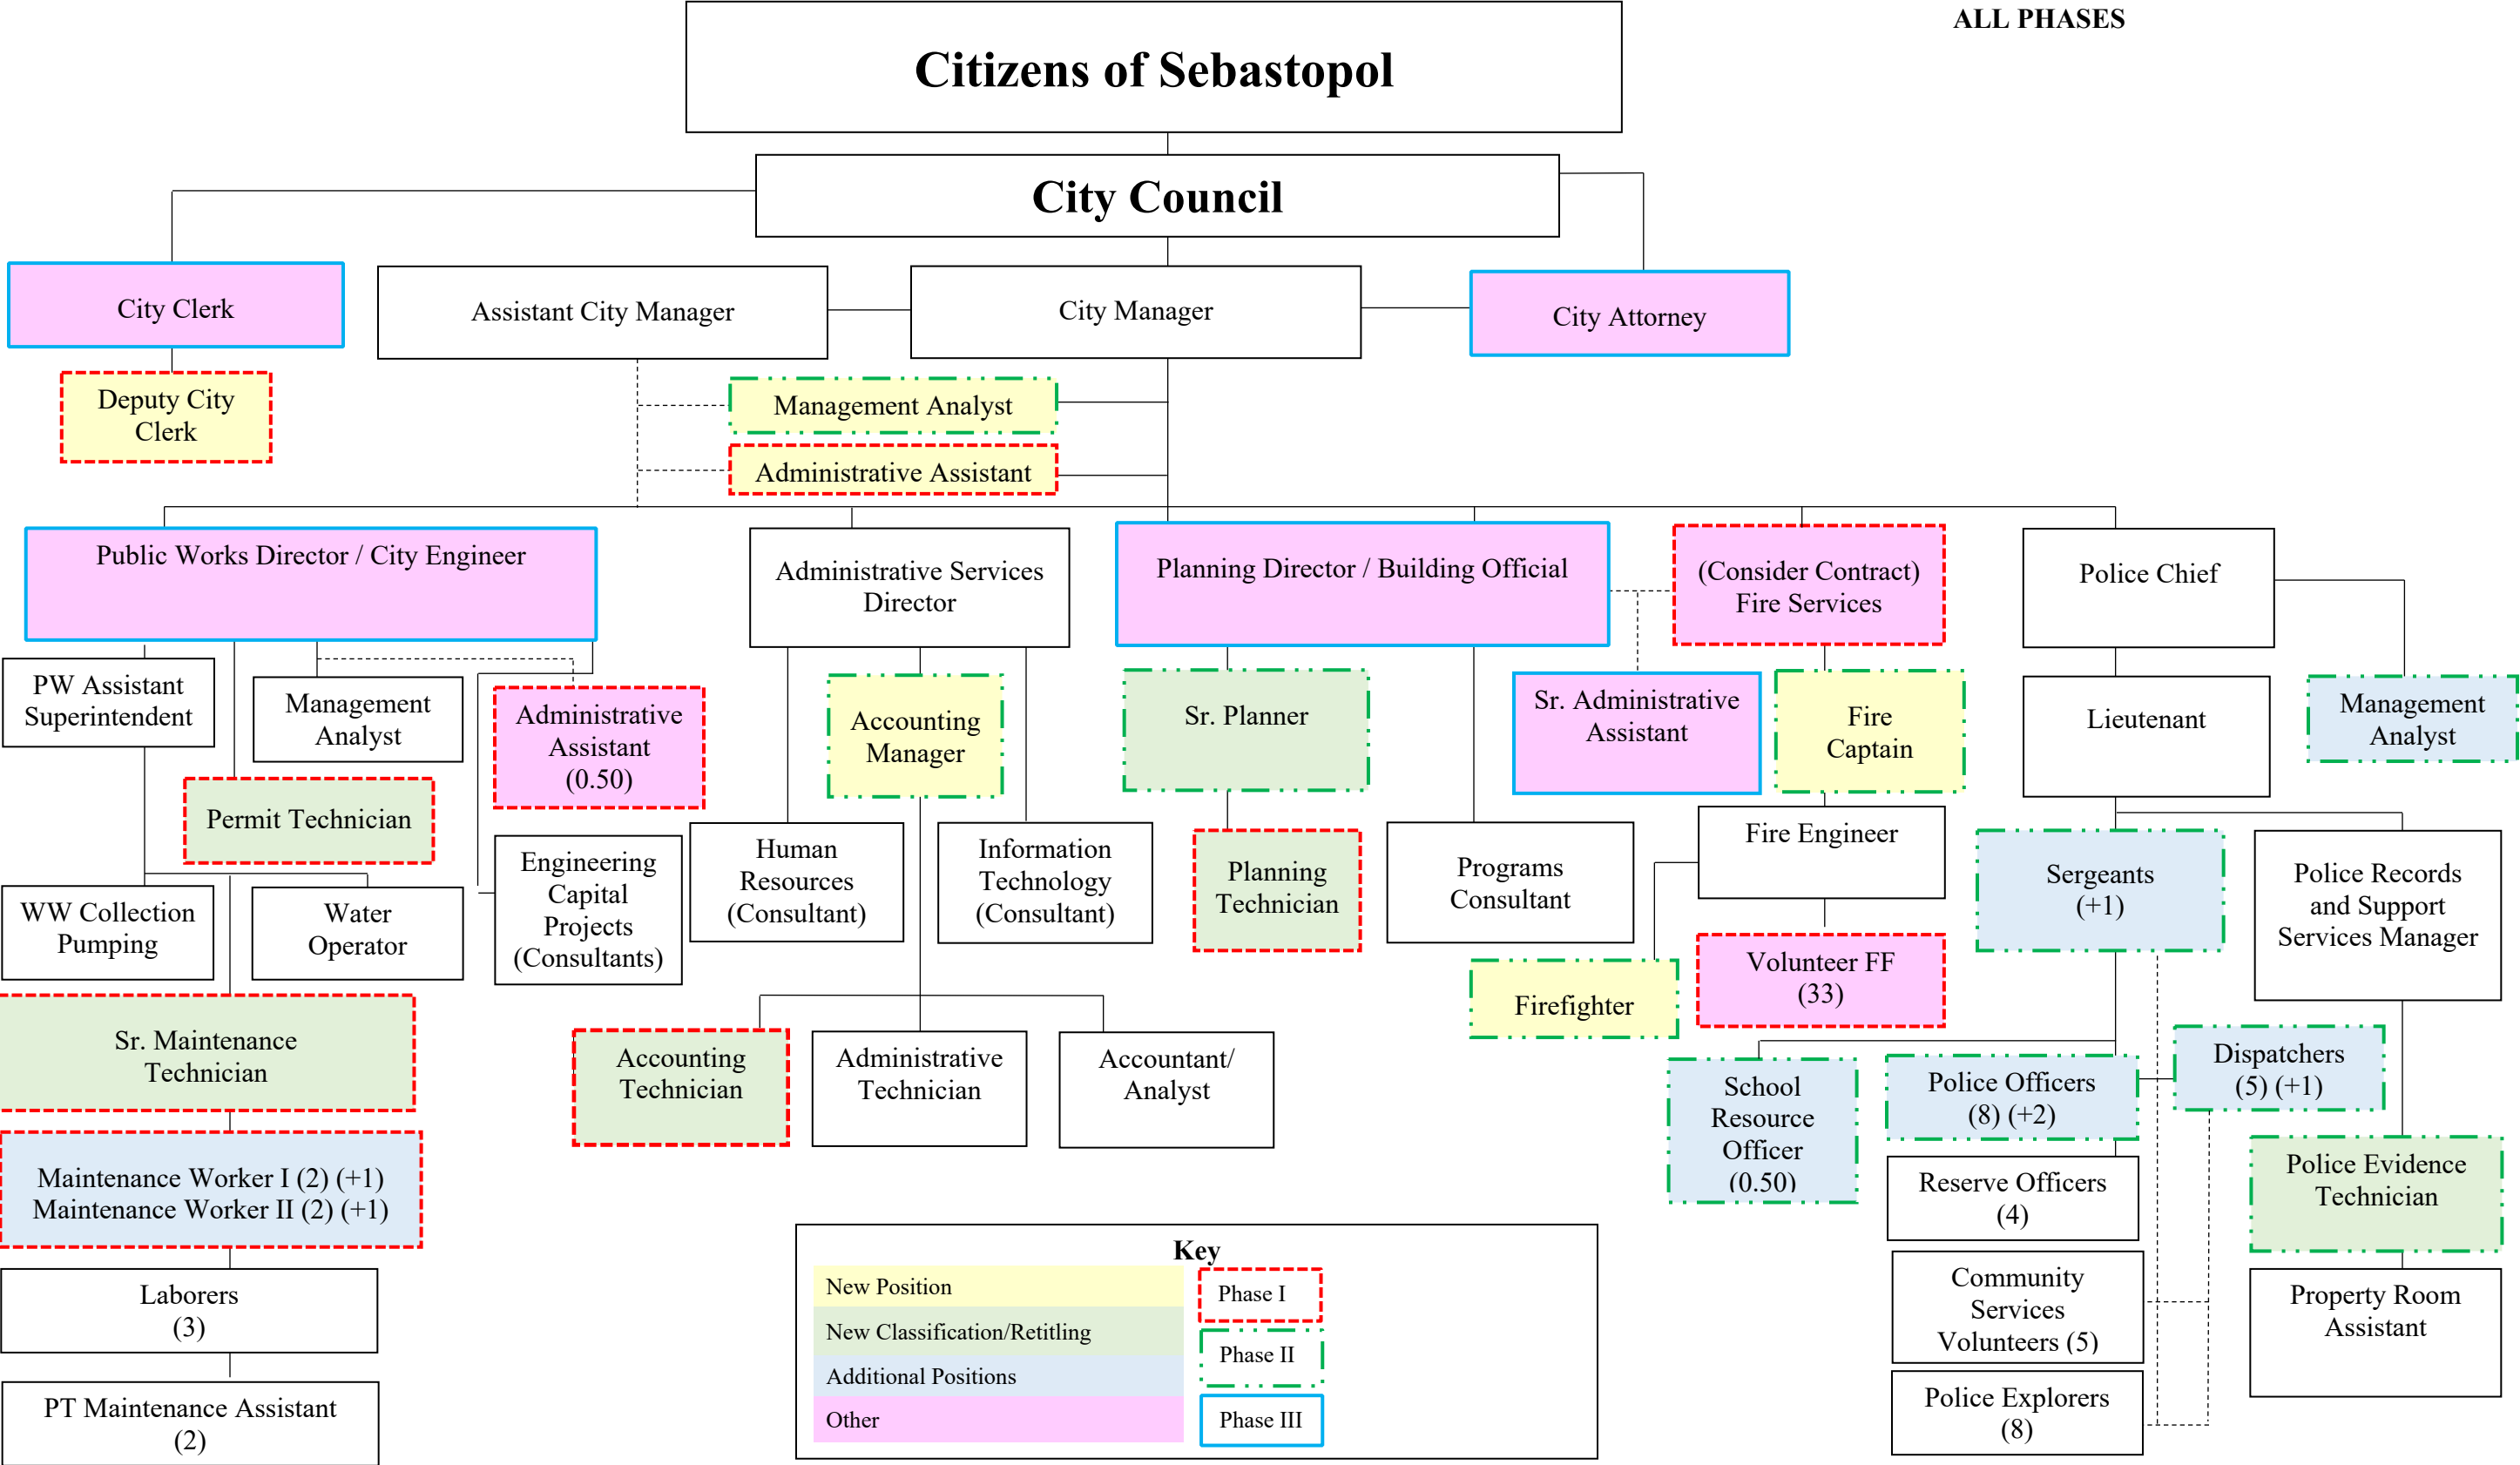 ALL PHASES
Citizens of Sebastopol
City Council
City Clerk
Assistant City Manager
City Manager
City Attorney
Deputy City
Clerk
Management Analyst
Administrative Assistant
Public Works Director / City Engineer
Administrative Services
Director
Planning Director / Building Official
(Consider Contract)
Fire Services
Police Chief
PW Assistant
Superintendent
Management
Analyst
Administrative
Assistant
(0.50)
Accounting
Manager
Sr. Planner
Sr. Administrative
Assistant
Fire
Captain
Lieutenant
Management
Analyst
Permit Technician
Engineering
Capital
Projects
(Consultants)
Human
Resources
(Consultant)
Information
Technology
(Consultant)
Planning
Technician
Programs
Consultant
Fire Engineer
Sergeants
(+1)
Police Records
and Support
Services Manager
WW Collection
Pumping
Water
Operator
Firefighter
Volunteer FF
(33)
Sr. Maintenance
Technician
Accounting
Technician
Administrative
Technician
Accountant/
Analyst
School
Resource
Officer
(0.50)
Police Officers
(8) (+2)
Dispatchers
(5) (+1)
Maintenance Worker I (2) (+1)
Maintenance Worker II (2) (+1)
Reserve Officers
(4)
Police Evidence
Technician
Laborers
(3)
Community
Services
Volunteers (5)
Property Room
Assistant
PT Maintenance Assistant
(2)
Police Explorers
(8)
Key
New Position
Phase I
New Classification/Retitling
Phase II
Additional Positions
Other
Phase III